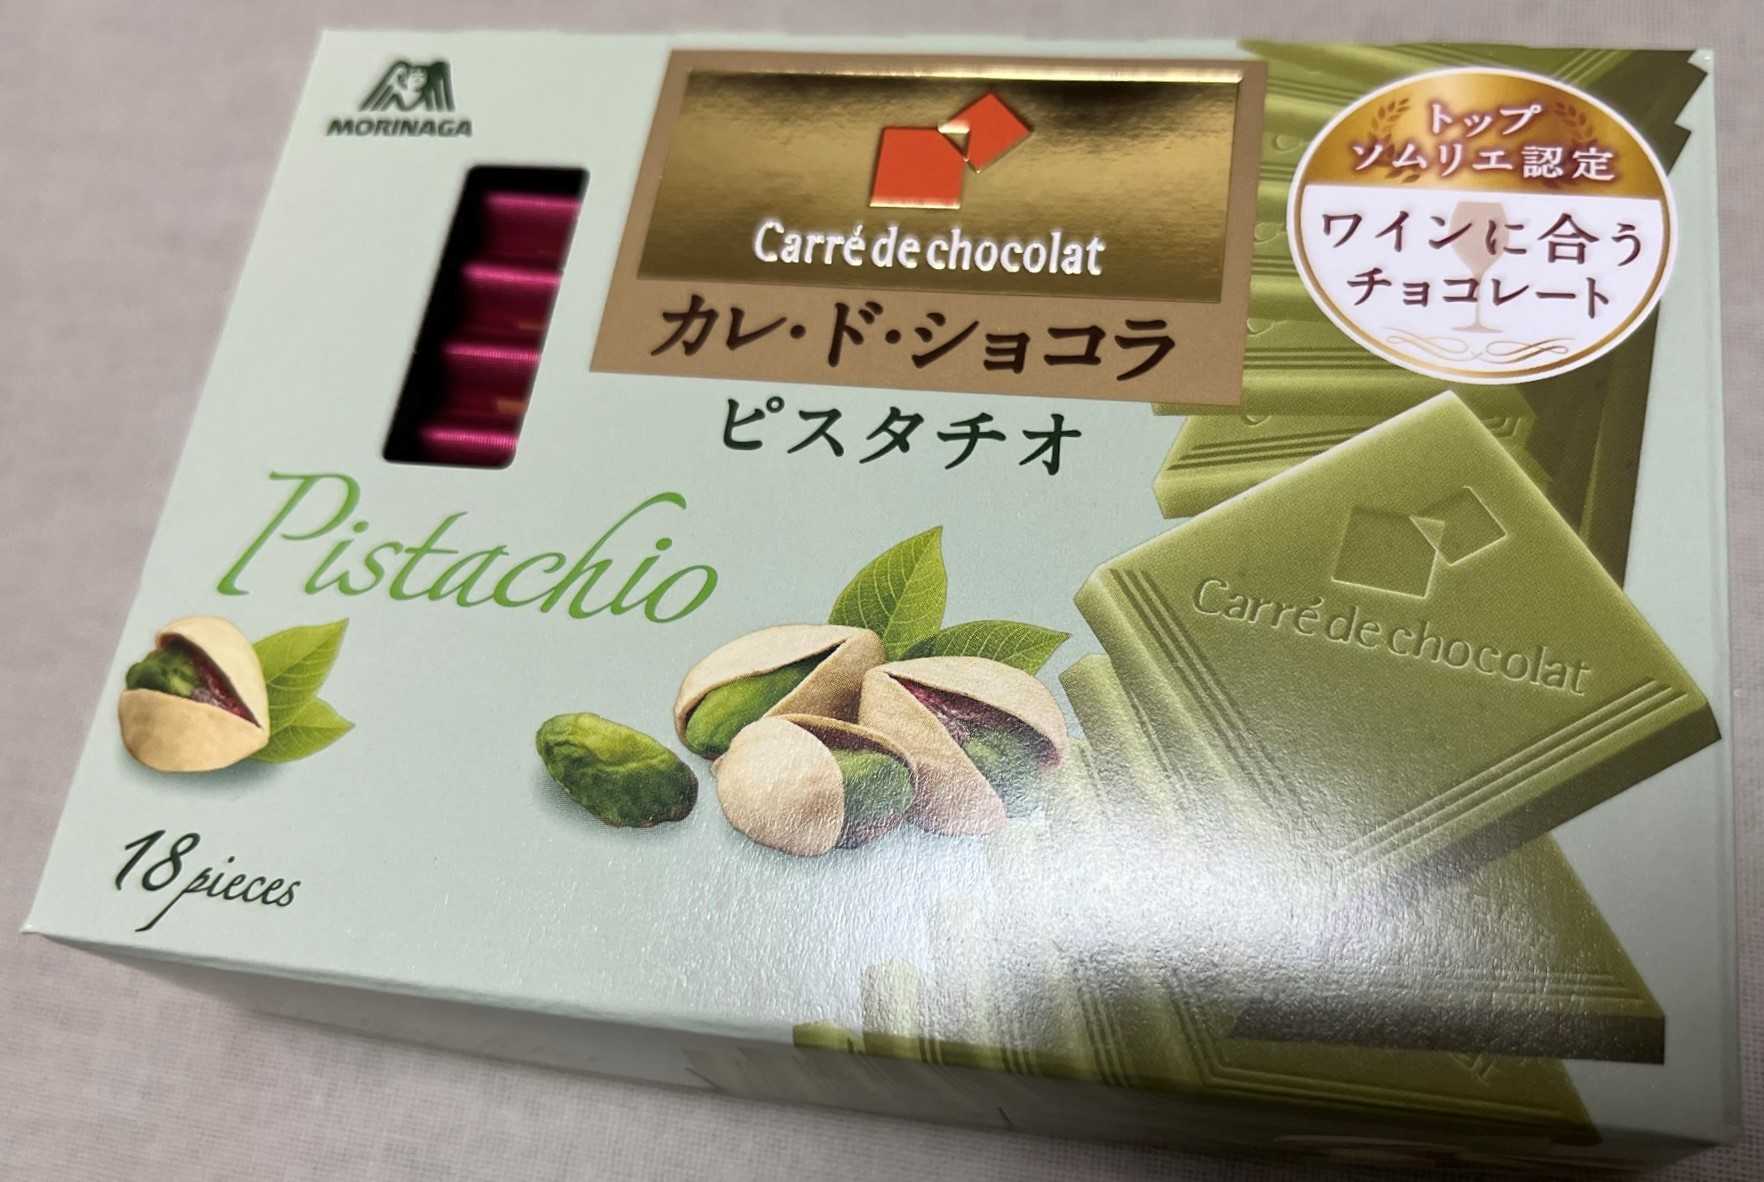 MORINAGA
Carré de chocolat
カレ・ド・ショコラ
ピスタチオ
Pistachio
18 pieces
トップ
ソムリエ認定
ワインに合う
チョコレート
Carré de chocolat